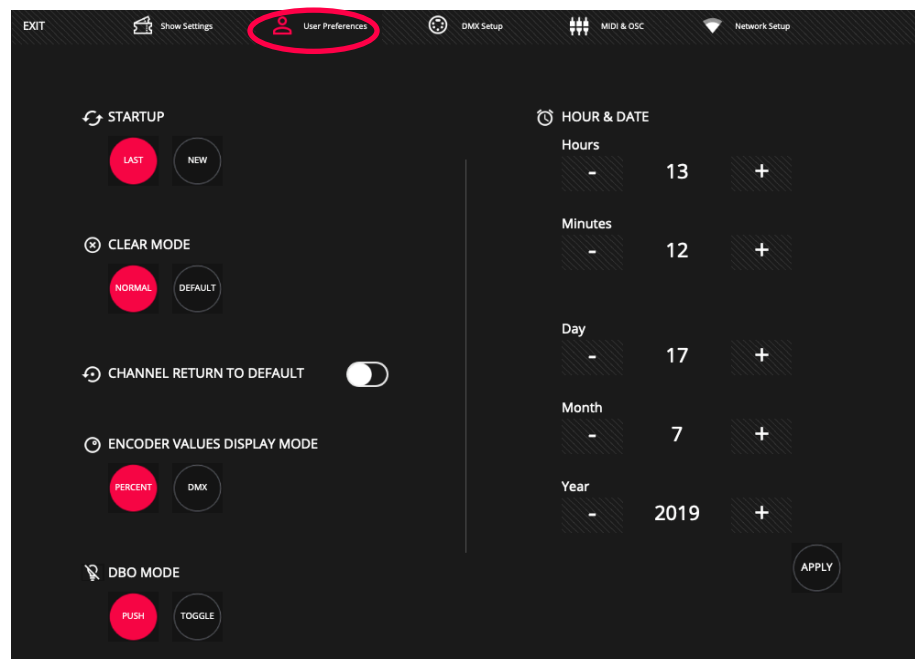 EXIT Show Settings User Preferences DMX Setup MIDI & OSC Network Setup
STARTUP
LAST NEW
CLEAR MODE
NORMAL DEFAULT
CHANNEL RETURN TO DEFAULT
ENCODER VALUES DISPLAY MODE
PERCENT DMX
DBO MODE
PUSH TOGGLE
HOUR & DATE
Hours
- 13 +
Minutes
- 12 +
Day
- 17 +
Month
- 7 +
Year
- 2019 +
APPLY